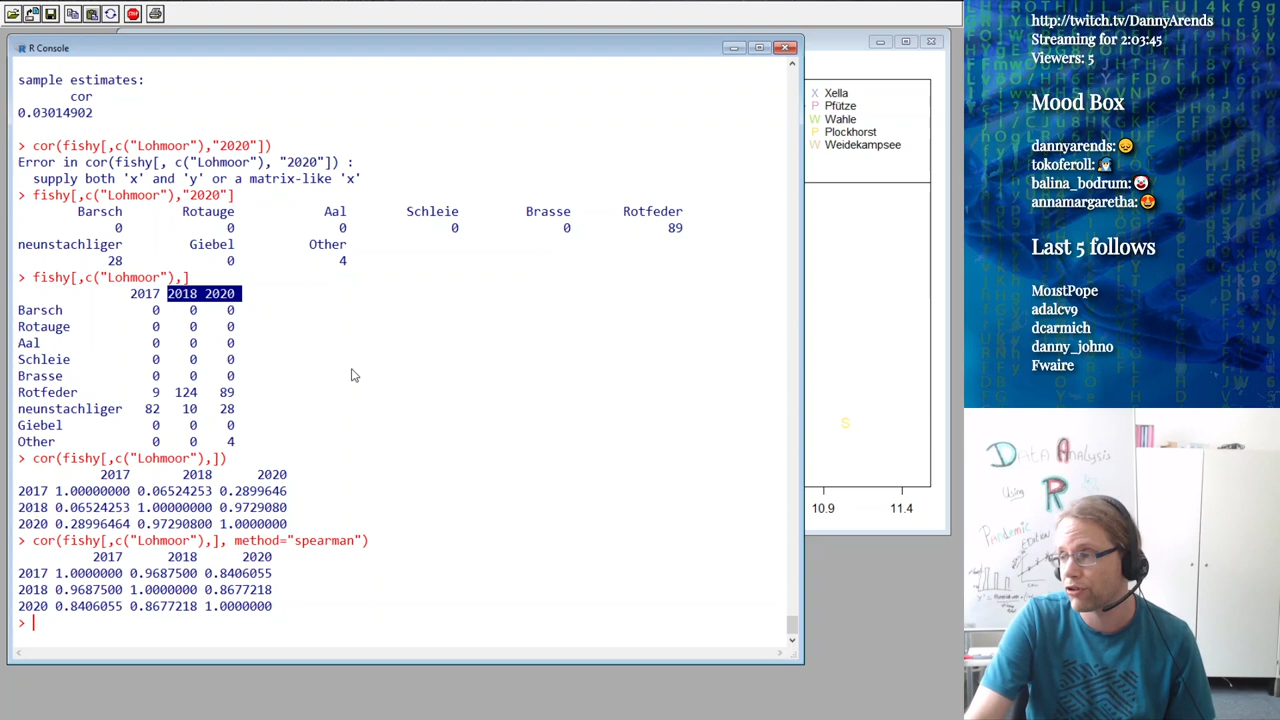 R Console
sample estimates:
cor
0.03014902
> cor(fishy[,c("Lohmoor"),"2020"])
Error in cor(fishy[, c("Lohmoor"), "2020"]) :
supply both 'x' and 'y' or a matrix-like 'x'
> fishy[,c("Lohmoor"),"2020"]
Barsch Rotauge Aal Schleie Brasse Rotfeder
0 0 0 0 0 89
neunstachliger Giebel Other
28 0 4
> fishy[,c("Lohmoor"),]
2017 2018 2020
Barsch 0 0 0
Rotauge 0 0 0
Aal 0 0 0
Schleie 0 0 0
Brasse 0 0 0
Rotfeder 9 124 89
neunstachliger 82 10 28
Giebel 0 0 0
Other 0 0 4
> cor(fishy[,c("Lohmoor"),])
2017 2018 2020
2017 1.00000000 0.06524253 0.2899646
2018 0.06524253 1.00000000 0.9729080
2020 0.28996464 0.97290800 1.0000000
> cor(fishy[,c("Lohmoor"),], method="spearman")
2017 2018 2020
2017 1.0000000 0.9687500 0.8406055
2018 0.9687500 1.0000000 0.8677218
2020 0.8406055 0.8677218 1.0000000
>
X Xella
P Pfütze
W Wahle
P Plockhorst
W Weidekampsee
S
10.9 11.4
http://twitch.tv/DannyArends
Streaming for 2:03:45
Viewers: 5
Mood Box
dannyarends:
tokoferoll:
balina_bodrum:
annamargaretha:
Last 5 follows
Mo1stPope
adalcv9
dcarmich
danny_johno
Fwaire
Data Analysis
Using R
Pandemic
EDITION